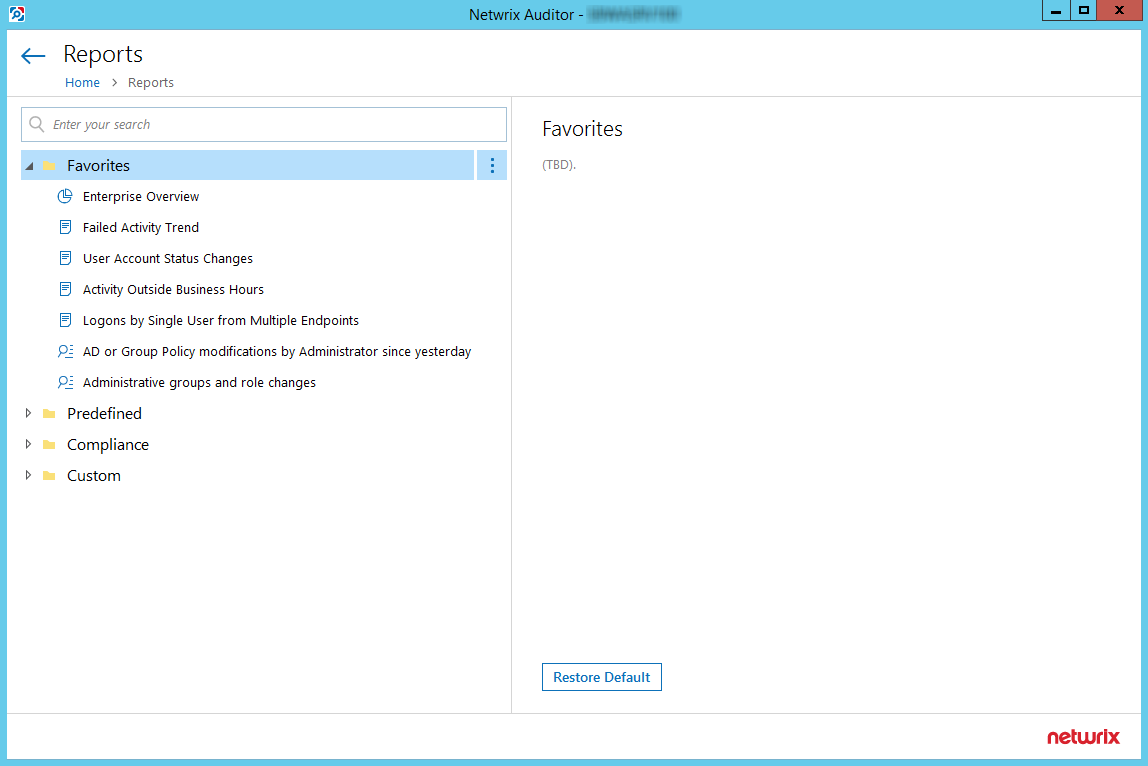 Netwrix Auditor -
Reports
Home > Reports
Enter your search
Favorites
Enterprise Overview
Failed Activity Trend
User Account Status Changes
Activity Outside Business Hours
Logons by Single User from Multiple Endpoints
AD or Group Policy modifications by Administrator since yesterday
Administrative groups and role changes
Predefined
Compliance
Custom
Favorites
(TBD).
Restore Default
netwrix